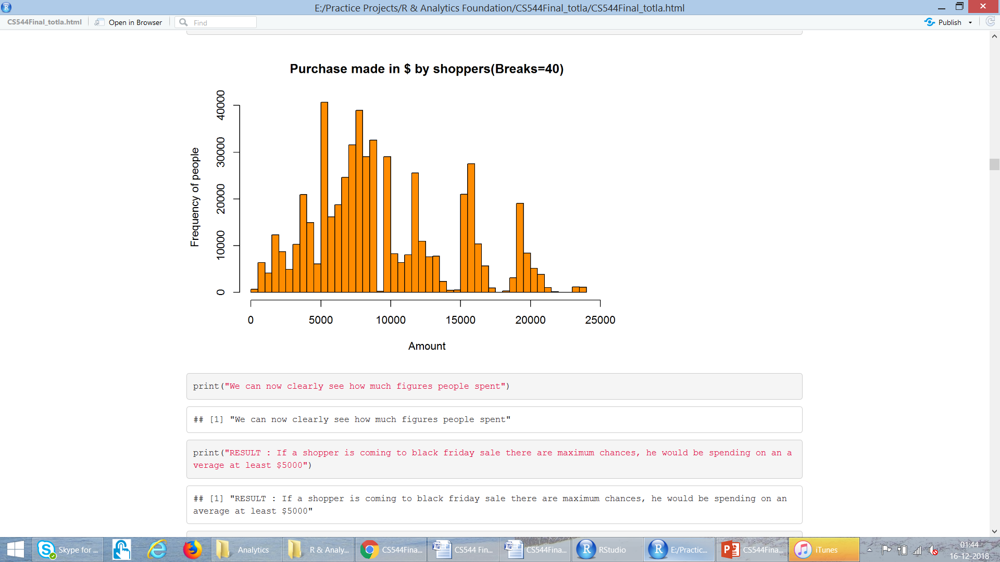 E:/Practice Projects/R & Analytics Foundation/CS544Final_totla/CS544Final_totla.html
CS544Final_totla.html
Open in Browser
Find
Publish
Purchase made in $ by shoppers(Breaks=40)
Frequency of people
40000
30000
20000
10000
0
0 5000 10000 15000 20000 25000
Amount
print("We can now clearly see how much figures people spent")
## [1] "We can now clearly see how much figures people spent"
print("RESULT : If a shopper is coming to black friday sale there are maximum chances, he would be spending on an a
verage at least $5000")
## [1] "RESULT : If a shopper is coming to black friday sale there are maximum chances, he would be spending on an
average at least $5000"
Skype for ...
Analytics
R & Analy...
CS544Fina...
CS544 Fin...
CS544Fina...
RStudio
E:/Practic...
CS544Fina...
iTunes
01:44
16-12-2018